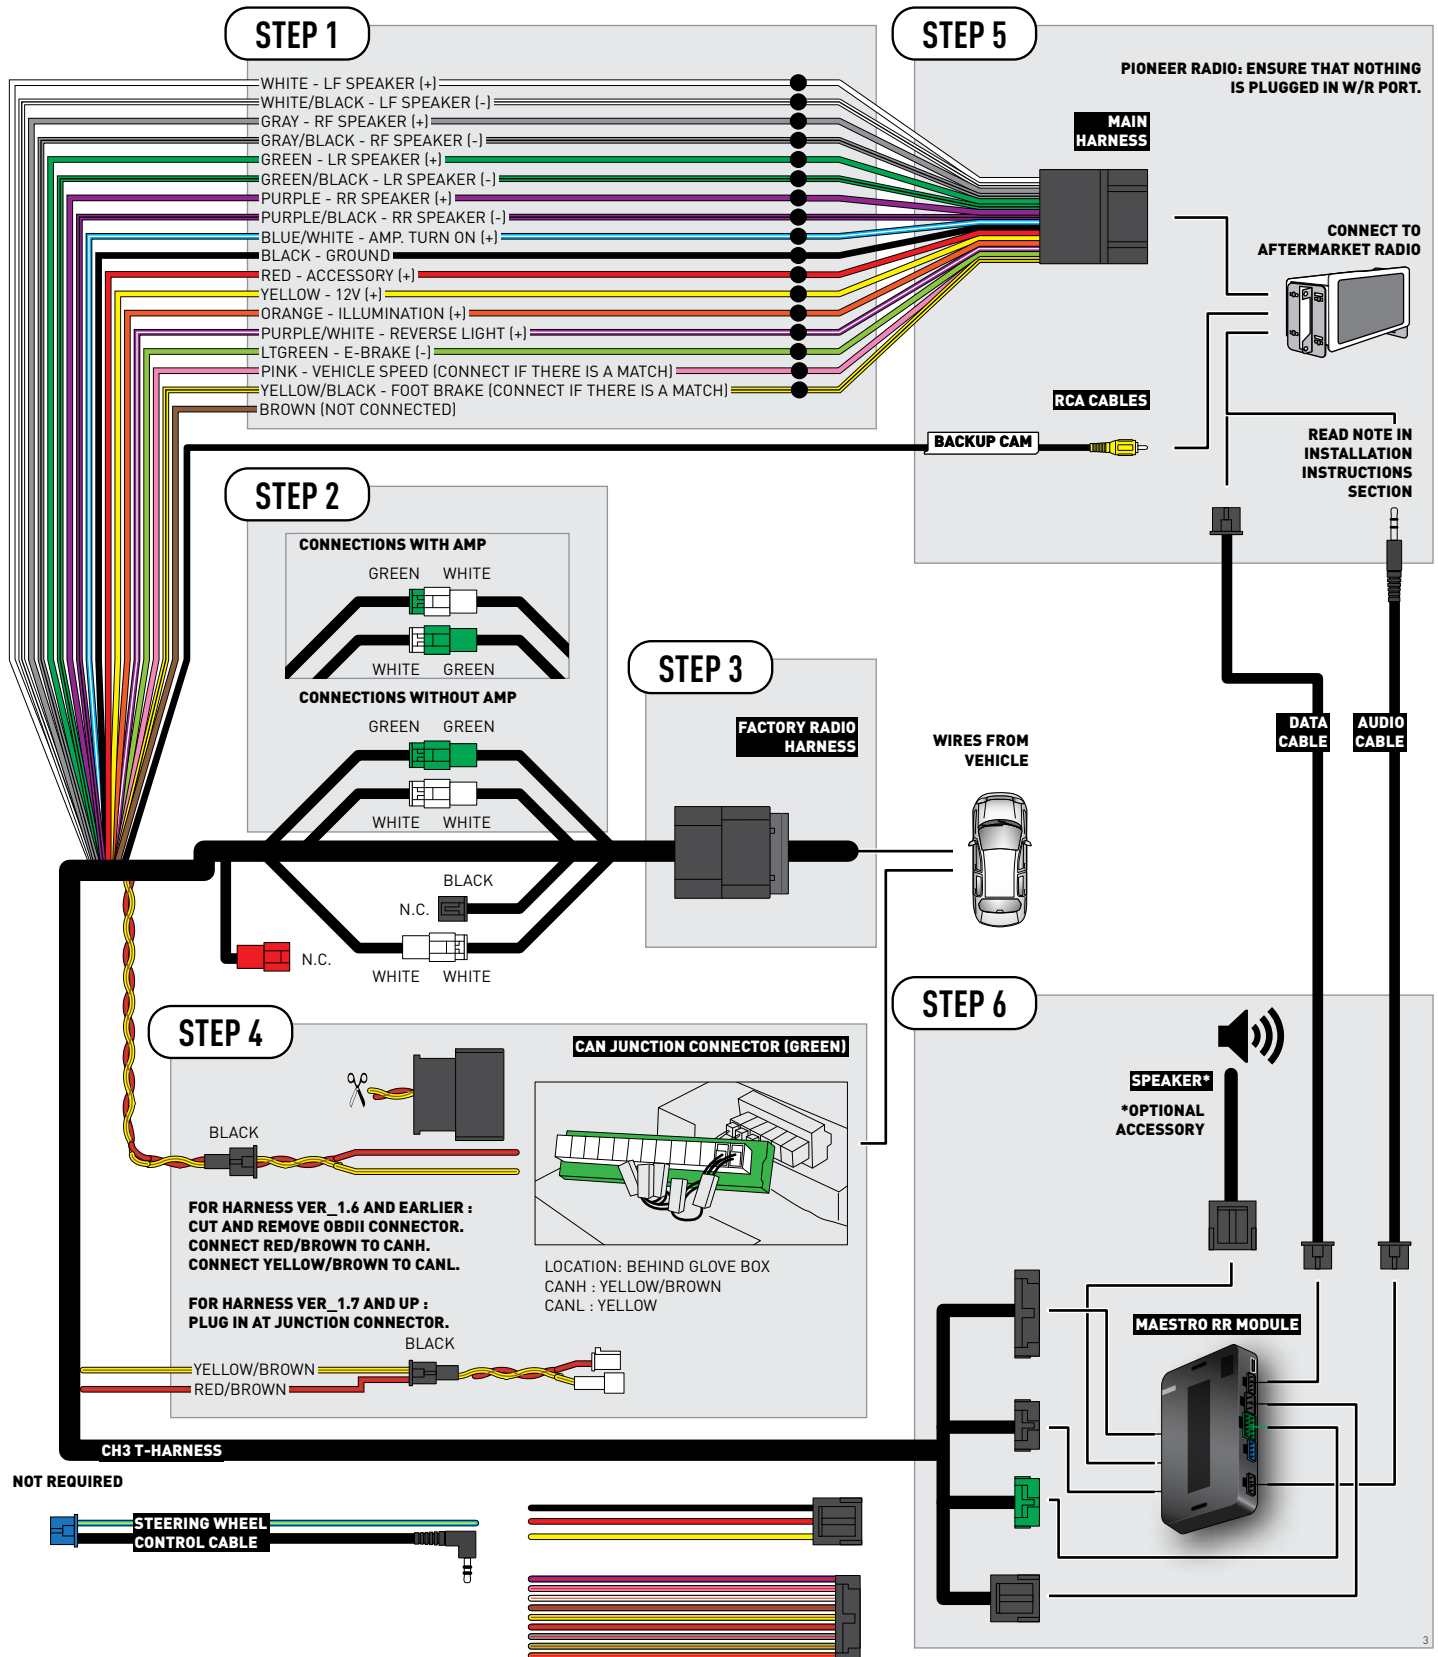 STEP 1
WHITE - LF SPEAKER (+)
WHITE/BLACK - LF SPEAKER (-)
GRAY - RF SPEAKER (+)
GRAY/BLACK - RF SPEAKER (-)
GREEN - LR SPEAKER (+)
GREEN/BLACK - LR SPEAKER (-)
PURPLE - RR SPEAKER (+)
PURPLE/BLACK - RR SPEAKER (-)
BLUE/WHITE - AMP. TURN ON (+)
BLACK - GROUND
RED - ACCESSORY (+)
YELLOW - 12V (+)
ORANGE - ILLUMINATION (+)
PURPLE/WHITE - REVERSE LIGHT (+)
LTGREEN - E-BRAKE (-)
PINK - VEHICLE SPEED (CONNECT IF THERE IS A MATCH)
YELLOW/BLACK - FOOT BRAKE (CONNECT IF THERE IS A MATCH)
BROWN (NOT CONNECTED)
STEP 5
PIONEER RADIO: ENSURE THAT NOTHING
IS PLUGGED IN W/R PORT.
MAIN
HARNESS
CONNECT TO
AFTERMARKET RADIO
RCA CABLES
BACKUP CAM
READ NOTE IN
INSTALLATION
INSTRUCTIONS
SECTION
STEP 2
CONNECTIONS WITH AMP
GREEN WHITE
WHITE GREEN
CONNECTIONS WITHOUT AMP
GREEN GREEN
WHITE WHITE
BLACK
N.C.
N.C.
WHITE WHITE
STEP 3
FACTORY RADIO
HARNESS
WIRES FROM
VEHICLE
DATA
CABLE
AUDIO
CABLE
STEP 4
CAN JUNCTION CONNECTOR (GREEN)
BLACK
FOR HARNESS VER_1.6 AND EARLIER :
CUT AND REMOVE OBDII CONNECTOR.
CONNECT RED/BROWN TO CANH.
CONNECT YELLOW/BROWN TO CANL.
FOR HARNESS VER_1.7 AND UP :
PLUG IN AT JUNCTION CONNECTOR.
BLACK
YELLOW/BROWN
RED/BROWN
LOCATION: BEHIND GLOVE BOX
CANH : YELLOW/BROWN
CANL : YELLOW
STEP 6
SPEAKER*
*OPTIONAL
ACCESSORY
MAESTRO RR MODULE
CH3 T-HARNESS
NOT REQUIRED
STEERING WHEEL
CONTROL CABLE
3